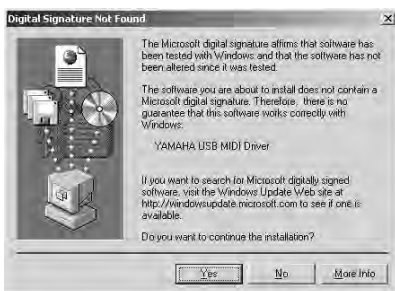 Digital Signature Not Found
The Microsoft digital signature affirms that software has
been tested with Windows and that the software has not
been altered since it was tested.
The software you are about to install does not contain a
Microsoft digital signature. Therefore, there is no
guarantee that this software works correctly with
Windows.
YAMAHA USB MIDI Driver
If you want to search for Microsoft digitally signed
software, visit the Windows Update Web site at
http://windowsupdate.microsoft.com to see if one is
available.
Do you want to continue the installation?
Yes No More Info